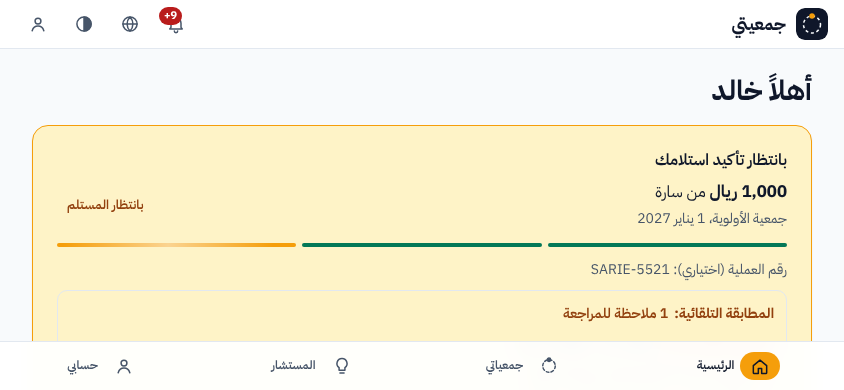 جمعيتي
+9
أهلاً خالد
بانتظار تأكيد استلامك
1,000 ريال من سارة
بانتظار المستلم
جمعية الأولوية، 1 يناير 2027
رقم العملية (اختياري): SARIE-5521
المطابقة التلقائية: 1 ملاحظة للمراجعة
الرئيسية
جمعياتي
المستشار
حسابي